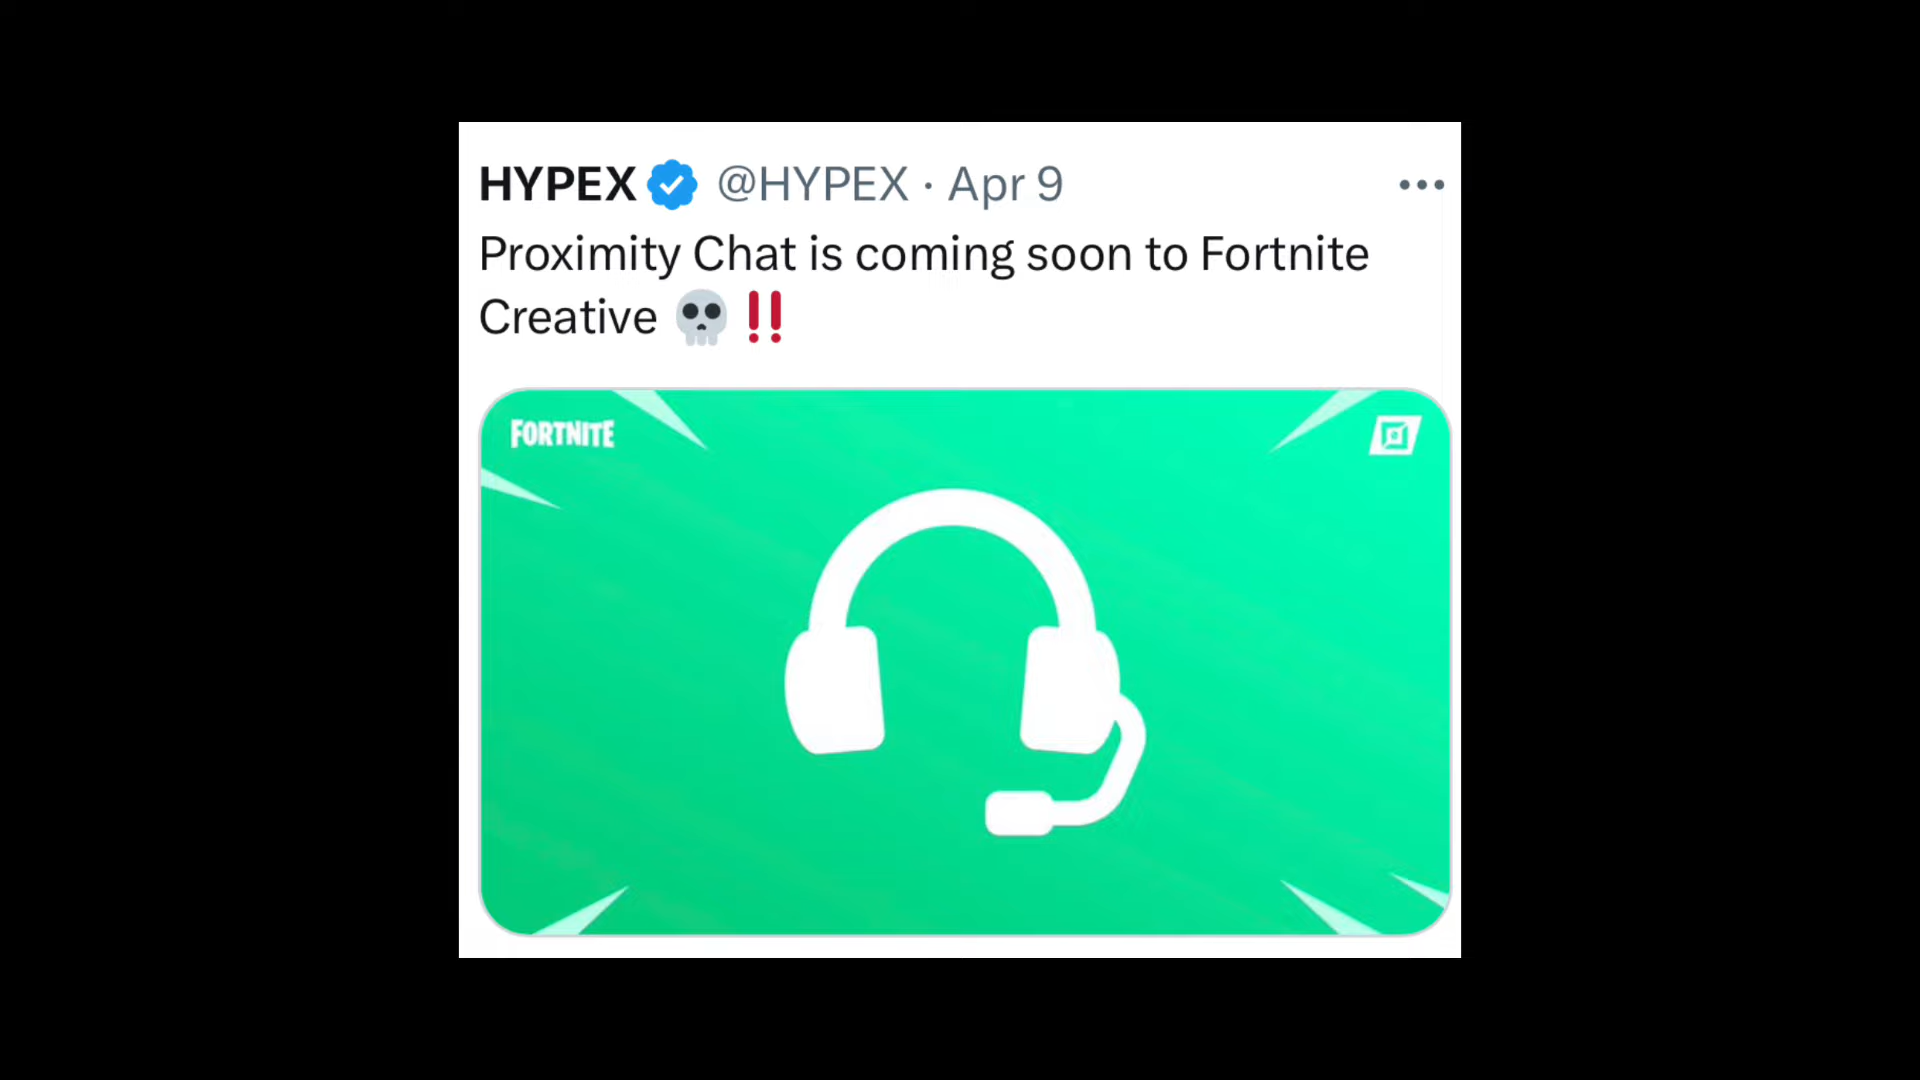 HYPEX @HYPEX · Apr 9
Proximity Chat is coming soon to Fortnite
Creative 💀‼️
FORTNITE